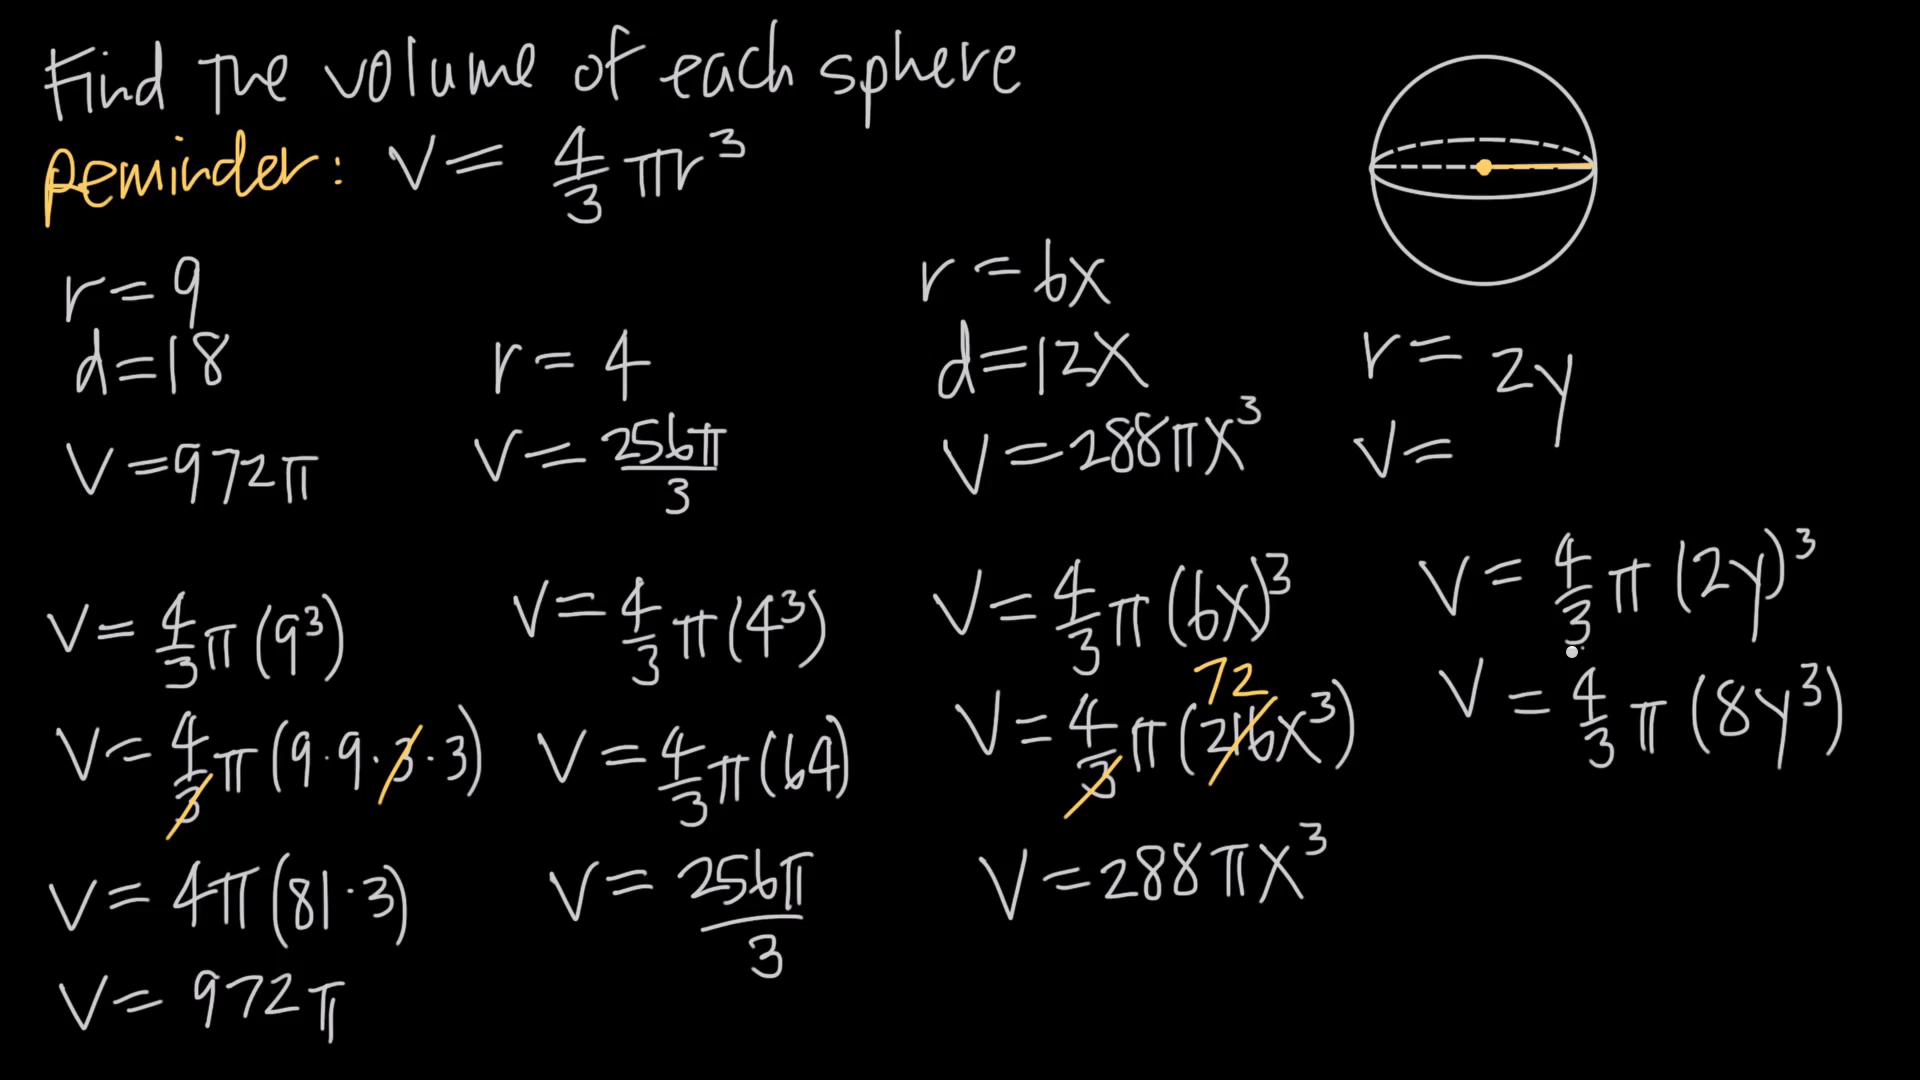 Find the volume of each sphere
Reminder: V = 4/3 πr³
r = 9
d = 18
V = 972π
r = 4
V = 256π/3
r = 6x
d = 12x
V = 288πx³
r = 2y
V =
V = 4/3 π (9³)
V = 4/3 π (9·9·3·3)
V = 4π (81·3)
V = 972π
V = 4/3 π (4³)
V = 4/3 π (64)
V = 256π/3
V = 4/3 π (6x)³
72
V = 4/3 π (216x³)
V = 288πx³
V = 4/3 π (2y)³
V = 4/3 π (8y³)